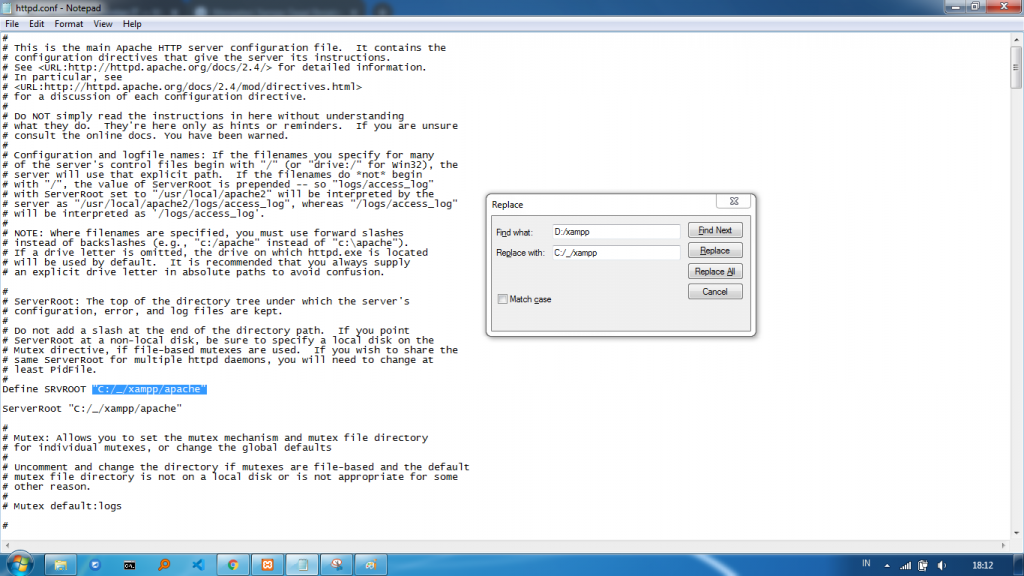 httpd.conf - Notepad
File Edit Format View Help
#
# This is the main Apache HTTP server configuration file.  It contains the
# configuration directives that give the server its instructions.
# See <URL:http://httpd.apache.org/docs/2.4/> for detailed information.
# In particular, see
# <URL:http://httpd.apache.org/docs/2.4/mod/directives.html>
# for a discussion of each configuration directive.
#
# Do NOT simply read the instructions in here without understanding
# what they do.  They're here only as hints or reminders.  If you are unsure
# consult the online docs. You have been warned.
#
# Configuration and logfile names: If the filenames you specify for many
# of the server's control files begin with "/" (or "drive:/" for Win32), the
# server will use that explicit path.  If the filenames do *not* begin
# with "/", the value of ServerRoot is prepended -- so "logs/access_log"
# with ServerRoot set to "/usr/local/apache2" will be interpreted by the
# server as "/usr/local/apache2/logs/access_log", whereas "/logs/access_log"
# will be interpreted as '/logs/access_log'.
#
# NOTE: Where filenames are specified, you must use forward slashes
# instead of backslashes (e.g., "c:/apache" instead of "c:\apache").
# If a drive letter is omitted, the drive on which httpd.exe is located
# will be used by default.  It is recommended that you always supply
# an explicit drive letter in absolute paths to avoid confusion.
#
# ServerRoot: The top of the directory tree under which the server's
# configuration, error, and log files are kept.
#
# Do not add a slash at the end of the directory path.  If you point
# ServerRoot at a non-local disk, be sure to specify a local disk on the
# Mutex directive, if file-based mutexes are used.  If you wish to share the
# same ServerRoot for multiple httpd daemons, you will need to change at
# least PidFile.
#
Define SRVROOT "C:/_/xampp/apache"
ServerRoot "C:/_/xampp/apache"
#
# Mutex: Allows you to set the mutex mechanism and mutex file directory
# for individual mutexes, or change the global defaults
#
# Uncomment and change the directory if mutexes are file-based and the default
# mutex file directory is not on a local disk or is not appropriate for some
# other reason.
#
# Mutex default:logs
#
Replace
Find what: D:/xampp Find Next
Replace with: C:/_/xampp Replace
Replace All
Cancel
Match case
IN 18:12